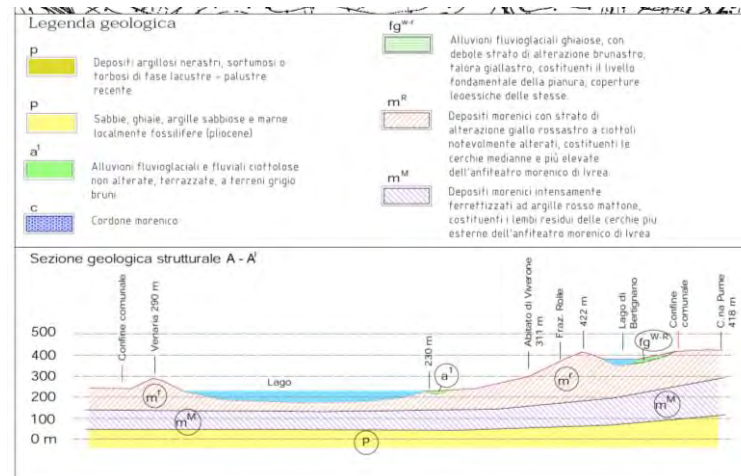 Legenda geologica
p
Depositi argillosi nerastri, sortumosi o
torbosi di fase lacustre - palustre
recente
P
Sabbie, ghiaie, argille sabbiose e marne
localmente fossilifere (pliocene)
a¹
Alluvioni fluvioglaciali e fluviali ciottolose
non alterate, terrazzate, a terreni grigio
bruni
c
Cordone morenico
fg^w-r
Alluvioni fluvioglaciali ghiaiose, con
debole strato di alterazione brunastro,
talora giallastro, costituenti il livello
fondamentale della pianura, coperture
leoessiche delle stesse.
m^R
Depositi morenici con strato di
alterazione giallo rossastro a ciottoli
notevolmente alterati, costituenti le
cerchie medianne e più elevate
dell'anfiteatro morenico di Ivrea
m^M
Depositi morenici intensamente
ferrettizzati ad argille rosso mattone,
costituenti i lembi residui delle cerchie più
esterne dell'anfiteatro morenico di Ivrea
Sezione geologica strutturale A - A'
Confine comunale
Venaria 290 m
230 m
Abitato di Viverone
311 m
Fraz. Rolle
422 m
Lago di
Bertignano
Confine
comunale
C.na Pume
418 m
500
400
300
200
100
0 m
Lago
a¹
fg^W-R
m^r
m^r
m^M
m^M
P